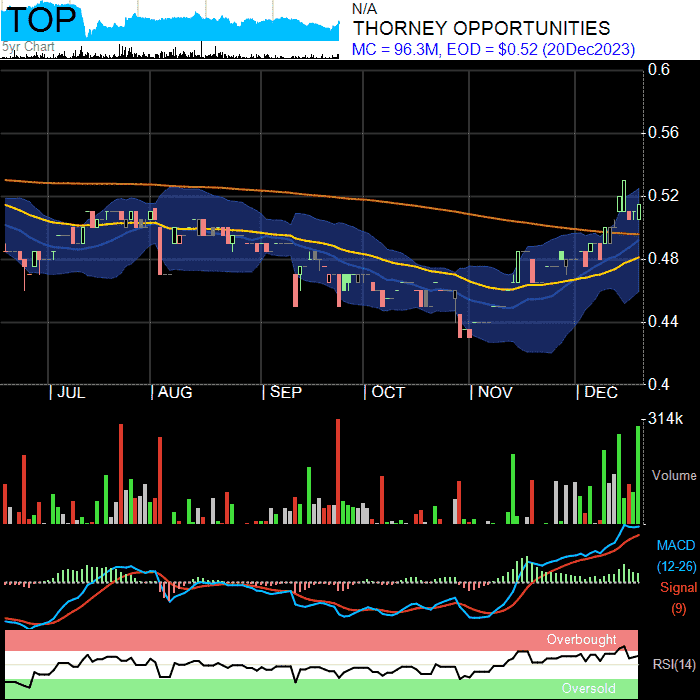 TOP
5yr Chart
N/A
THORNEY OPPORTUNITIES
MC = 96.3M, EOD = $0.52 (20Dec2023)
0.6
0.56
0.52
0.48
0.44
0.4
| JUL | AUG | SEP | OCT | NOV | DEC
314k
Volume
MACD
(12-26)
Signal
(9)
Overbought
RSI(14)
Oversold